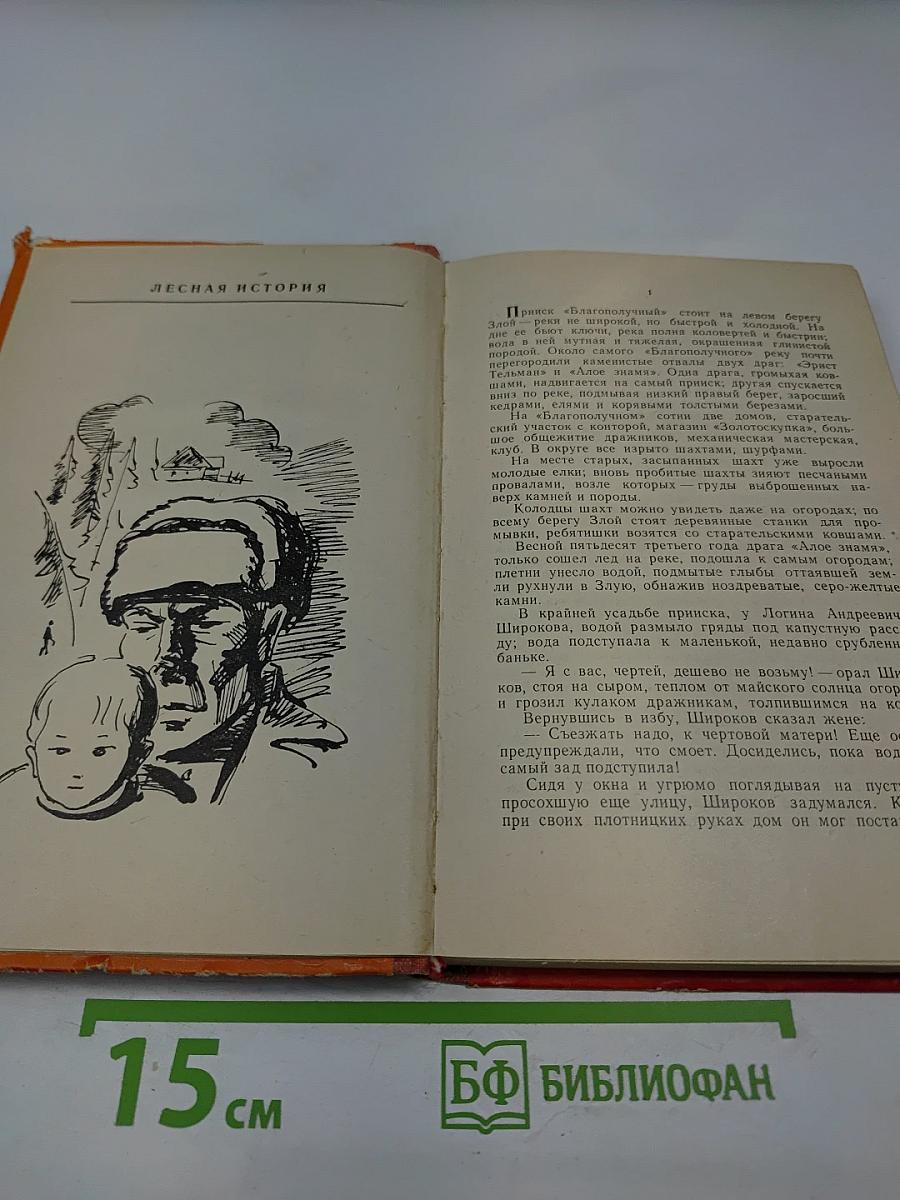 ЛЕСНАЯ ИСТОРИЯ
1
Прииск «Благополучный» стоит на левом берегу
Злой — реки не широкой, но быстрой и холодной. На
дне ее бьют ключи, река полна коловертей и быстрин;
вода в ней мутная и тяжелая, окрашенная глинистой
породой. Около самого «Благополучного» реку почти
перегородили каменистые отвалы двух драг: «Эрнст
Тельман» и «Алое знамя». Одна драга, громыхая ков-
шами, надвигается на самый прииск; другая спускается
вниз по реке, подмывая низкий правый берег, заросший
кедрами, елями и корявыми толстыми березами.
На «Благополучном» сотни две домов, старатель-
ский участок с конторой, магазин «Золотоскупка», боль-
шое общежитие дражников, механическая мастерская,
клуб. В округе все изрыто шахтами, шурфами.
На месте старых, засыпанных шахт уже выросли
молодые елки; вновь пробитые шахты зияют песчаными
провалами, возле которых — груды выброшенных на-
верх камней и породы.
Колодцы шахт можно увидеть даже на огородах; по
всему берегу Злой стоят деревянные станки для про-
мывки, ребятишки возятся со старательскими ковшами.
Весной пятьдесят третьего года драга «Алое знамя»,
только сошел лед на реке, подошла к самым огородам;
плетни унесло водой, подмытые глыбы оттаявшей зем-
ли рухнули в Злую, обнажив ноздреватые, серо-желтые
камни.
В крайней усадьбе прииска, у Логина Андреевич
Широкова, водой размыло гряды под капустную расс
ду; вода подступала к маленькой, недавно срубленн
баньке.
— Я с вас, чертей, дешево не возьму! — орал Ши
ков, стоя на сыром, теплом от майского солнца огор
и грозил кулаком дражникам, толпившимся на ко
Вернувшись в избу, Широков сказал жене:
— Съезжать надо, к чертовой матери! Еще ос
предупреждали, что смоет. Досиделись, пока вод
самый зад подступила!
Сидя у окна и угрюмо поглядывая на пуст
просохшую еще улицу, Широков задумался. К
при своих плотницких руках дом он мог поста
15 см
БФ БИБЛИОФАН